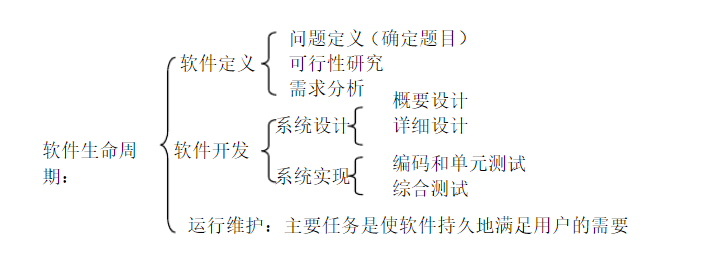 问题定义（确定题目）
软件定义
可行性研究
需求分析
概要设计
系统设计
详细设计
软件生命周期：
软件开发
编码和单元测试
系统实现
综合测试
运行维护：主要任务是使软件持久地满足用户的需要